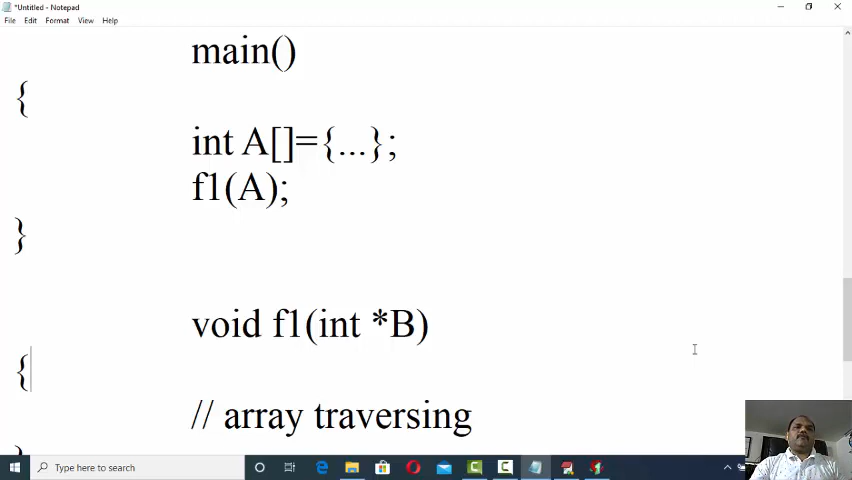 *Untitled - Notepad
File Edit Format View Help
main()
{
int A[]={...};
f1(A);
}
void f1(int *B)
{
// array traversing
}
Type here to search